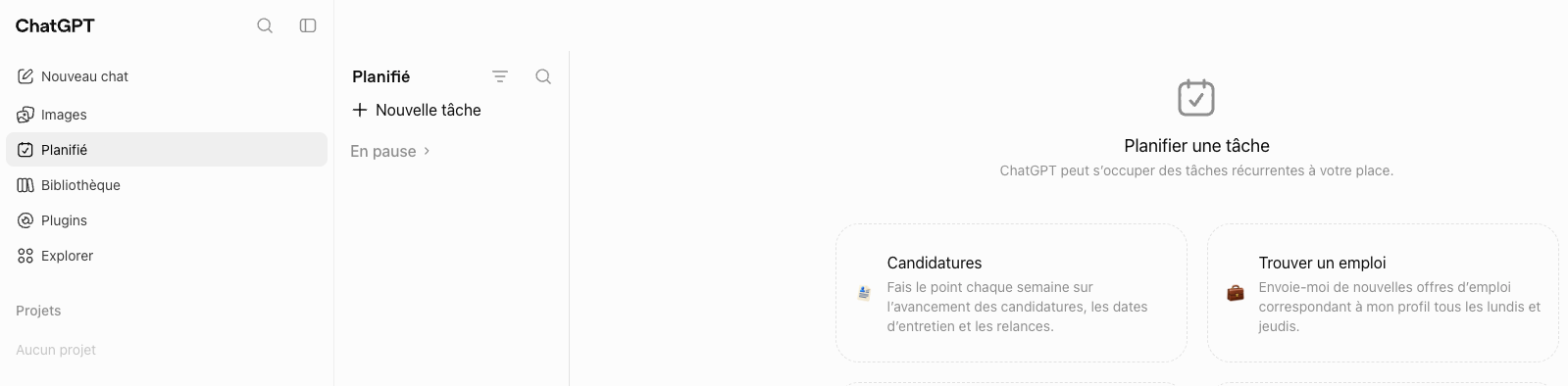 ChatGPT
Nouveau chat
Images
Planifié
Bibliothèque
Plugins
Explorer
Projets
Aucun projet
Planifié
Nouvelle tâche
En pause
Planifier une tâche
ChatGPT peut s’occuper des tâches récurrentes à votre place.
Candidatures
Fais le point chaque semaine sur
l’avancement des candidatures, les dates
d’entretien et les relances.
Trouver un emploi
Envoie-moi de nouvelles offres d’emploi
correspondant à mon profil tous les lundis et
jeudis.